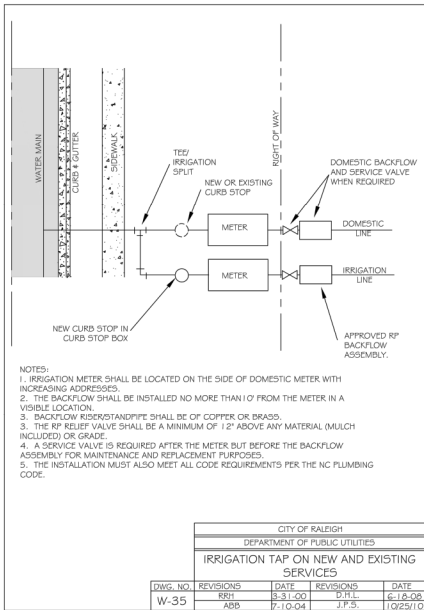 WATER MAIN
CURB & GUTTER
SIDEWALK
RIGHT OF WAY
TEE/
IRRIGATION
SPLIT
NEW OR EXISTING
CURB STOP
DOMESTIC BACKFLOW
AND SERVICE VALVE
WHEN REQUIRED
METER
DOMESTIC
LINE
METER
IRRIGATION
LINE
NEW CURB STOP IN
CURB STOP BOX
APPROVED RP
BACKFLOW
ASSEMBLY.
NOTES:
1. IRRIGATION METER SHALL BE LOCATED ON THE SIDE OF DOMESTIC METER WITH
INCREASING ADDRESSES.
2. THE BACKFLOW SHALL BE INSTALLED NO MORE THAN 10' FROM THE METER IN A
VISIBLE LOCATION.
3. BACKFLOW RISER/STANDPIPE SHALL BE OF COPPER OR BRASS.
3. THE RP RELIEF VALVE SHALL BE A MINIMUM OF 12" ABOVE ANY MATERIAL (MULCH
INCLUDED) OR GRADE.
4. A SERVICE VALVE IS REQUIRED AFTER THE METER BUT BEFORE THE BACKFLOW
ASSEMBLY FOR MAINTENANCE AND REPLACEMENT PURPOSES.
5. THE INSTALLATION MUST ALSO MEET ALL CODE REQUIREMENTS PER THE NC PLUMBING
CODE.
CITY OF RALEIGH
DEPARTMENT OF PUBLIC UTILITIES
IRRIGATION TAP ON NEW AND EXISTING
SERVICES
DWG. NO. REVISIONS DATE REVISIONS DATE
W-35 RRH 3-31-00 D.H.L. 6-18-08
ABB 7-10-04 J.P.S. 10/25/10